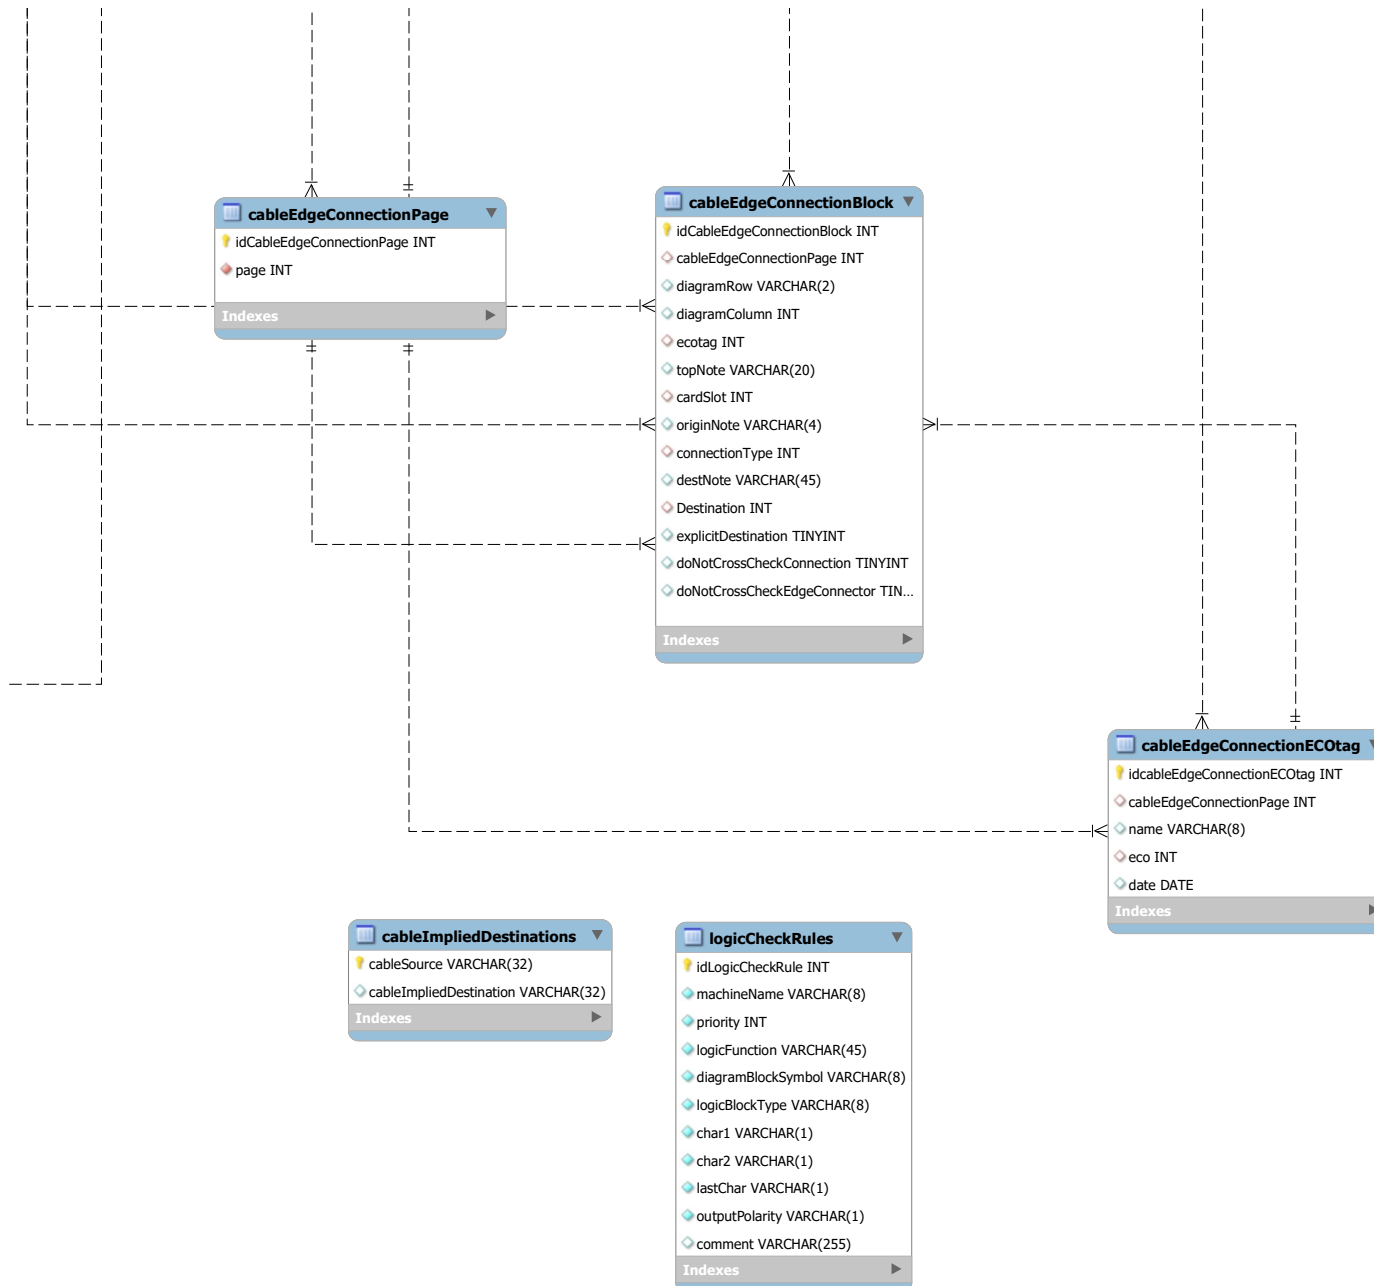 cableEdgeConnectionPage
idCableEdgeConnectionPage INT
page INT
Indexes
cableEdgeConnectionBlock
idCableEdgeConnectionBlock INT
cableEdgeConnectionPage INT
diagramRow VARCHAR(2)
diagramColumn INT
ecotag INT
topNote VARCHAR(20)
cardSlot INT
originNote VARCHAR(4)
connectionType INT
destNote VARCHAR(45)
Destination INT
explicitDestination TINYINT
doNotCrossCheckConnection TINYINT
doNotCrossCheckEdgeConnector TIN...
Indexes
cableEdgeConnectionECOtag
idcableEdgeConnectionECOtag INT
cableEdgeConnectionPage INT
name VARCHAR(8)
eco INT
date DATE
Indexes
cableImpliedDestinations
cableSource VARCHAR(32)
cableImpliedDestination VARCHAR(32)
Indexes
logicCheckRules
idLogicCheckRule INT
machineName VARCHAR(8)
priority INT
logicFunction VARCHAR(45)
diagramBlockSymbol VARCHAR(8)
logicBlockType VARCHAR(8)
char1 VARCHAR(1)
char2 VARCHAR(1)
lastChar VARCHAR(1)
outputPolarity VARCHAR(1)
comment VARCHAR(255)
Indexes